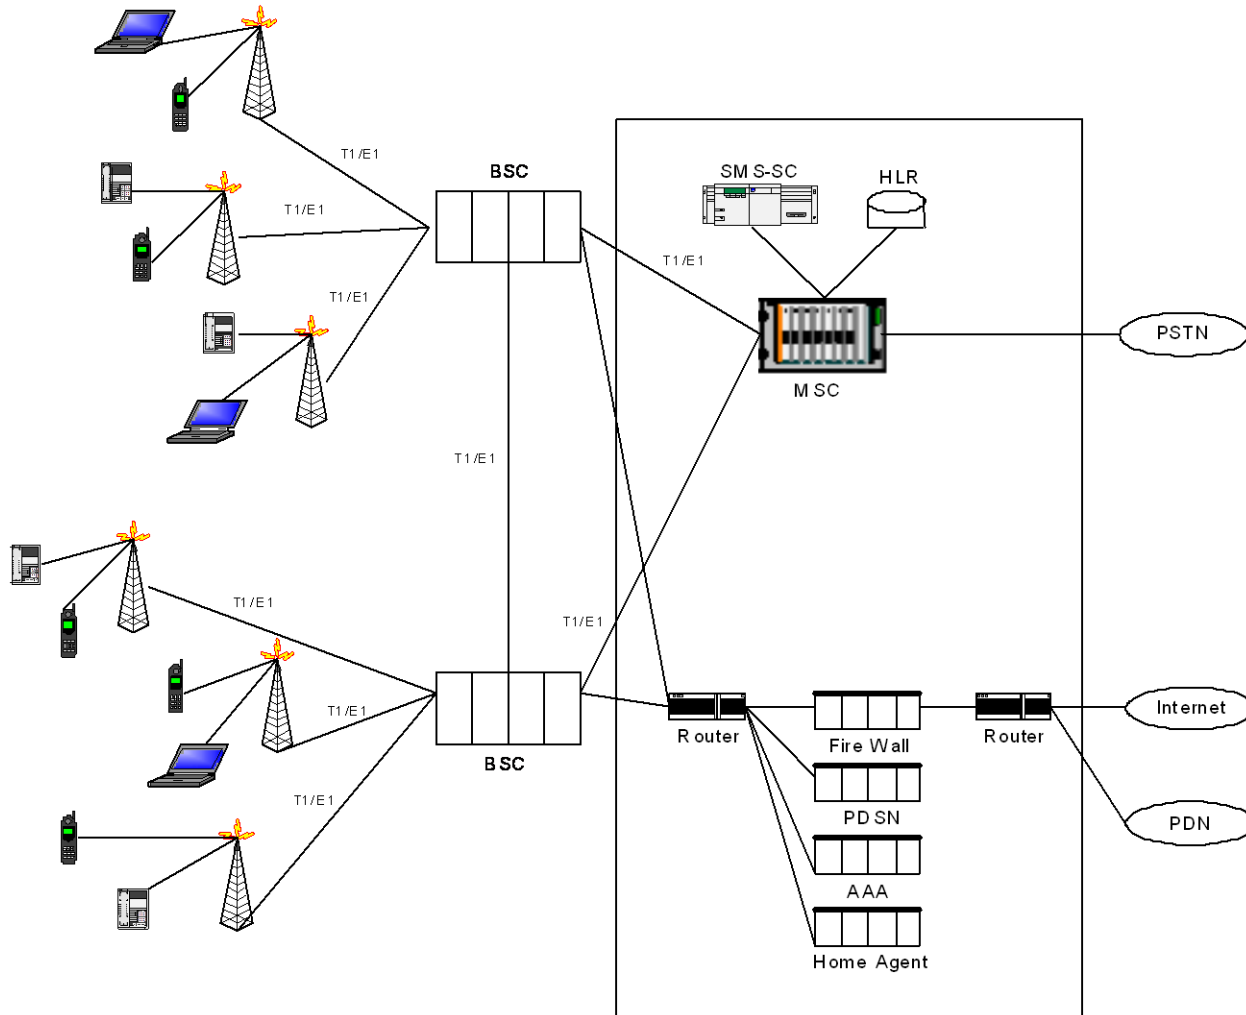 T1/E1
BSC
SMS-SC
HLR
T1/E1
T1/E1
T1/E1
PSTN
MSC
T1/E1
T1/E1
T1/E1
T1/E1
Internet
Router
Fire Wall
Router
BSC
T1/E1
PDSN
PDN
AAA
Home Agent